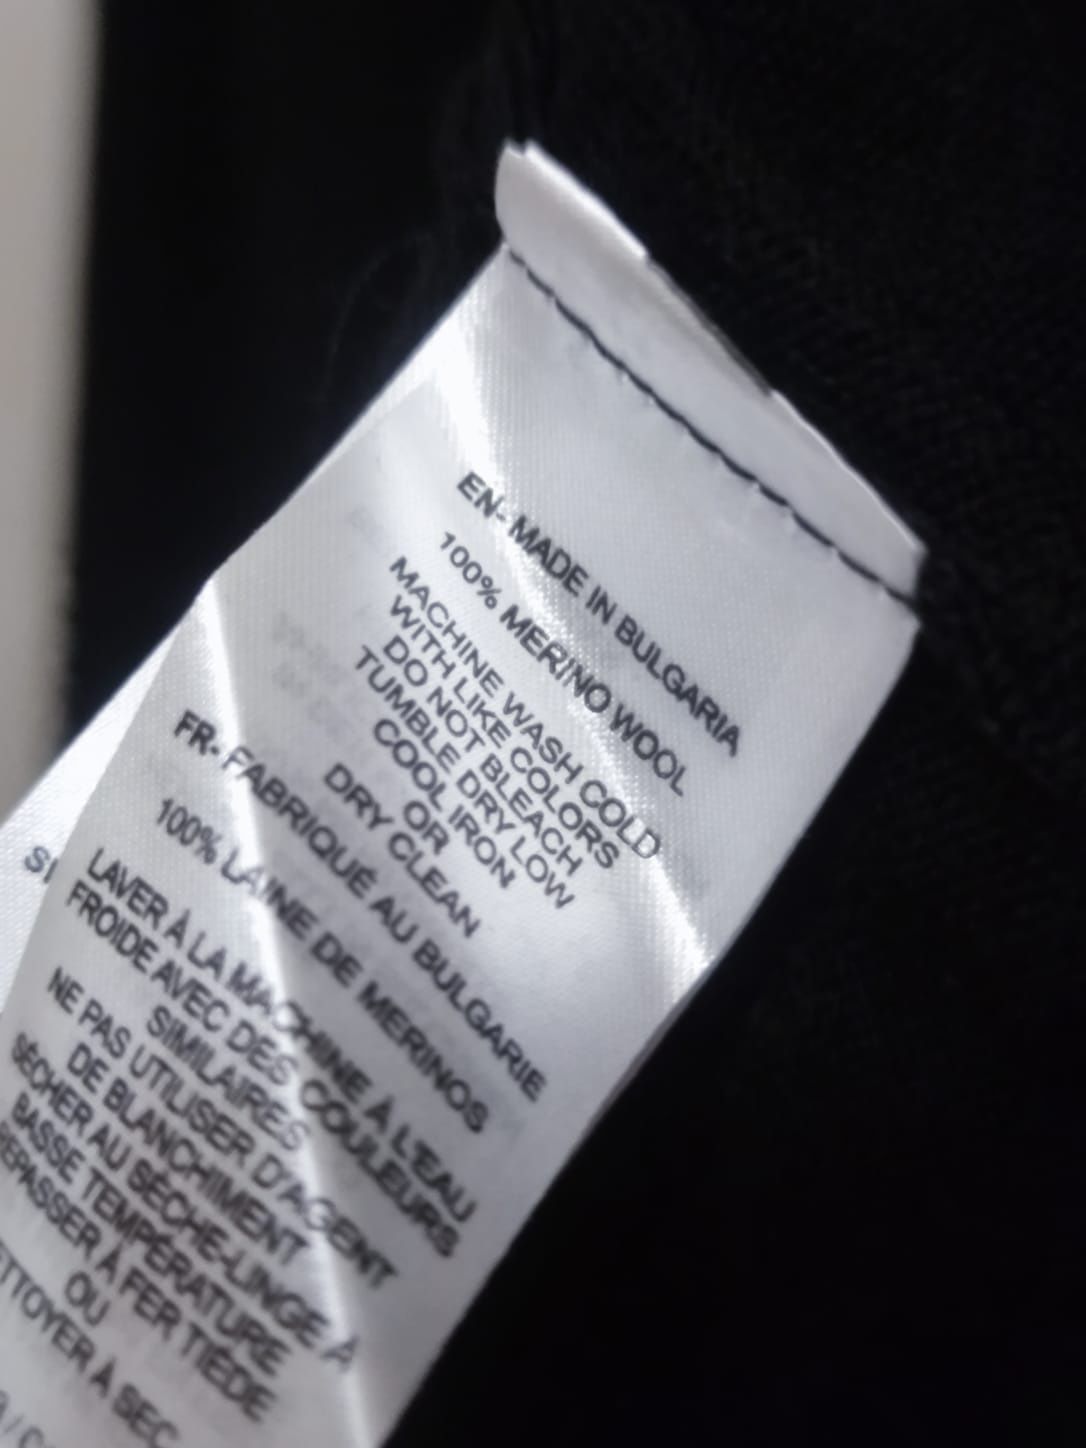 EN- MADE IN BULGARIA
100% MERINO WOOL
MACHINE WASH COLD
WITH LIKE COLORS
DO NOT BLEACH
TUMBLE DRY LOW
COOL IRON
OR
DRY CLEAN
FR- FABRIQUÉ AU BULGARIE
100% LAINE DE MERINOS
LAVER À LA MACHINE À L'EAU
FROIDE AVEC DES COULEURS
SIMILAIRES
NE PAS UTILISER D'AGENT
DE BLANCHIMENT
SÉCHER AU SÈCHE-LINGE À
BASSE TEMPÉRATURE
REPASSER À FER TIÈDE
OU
ETTOYER À SEC